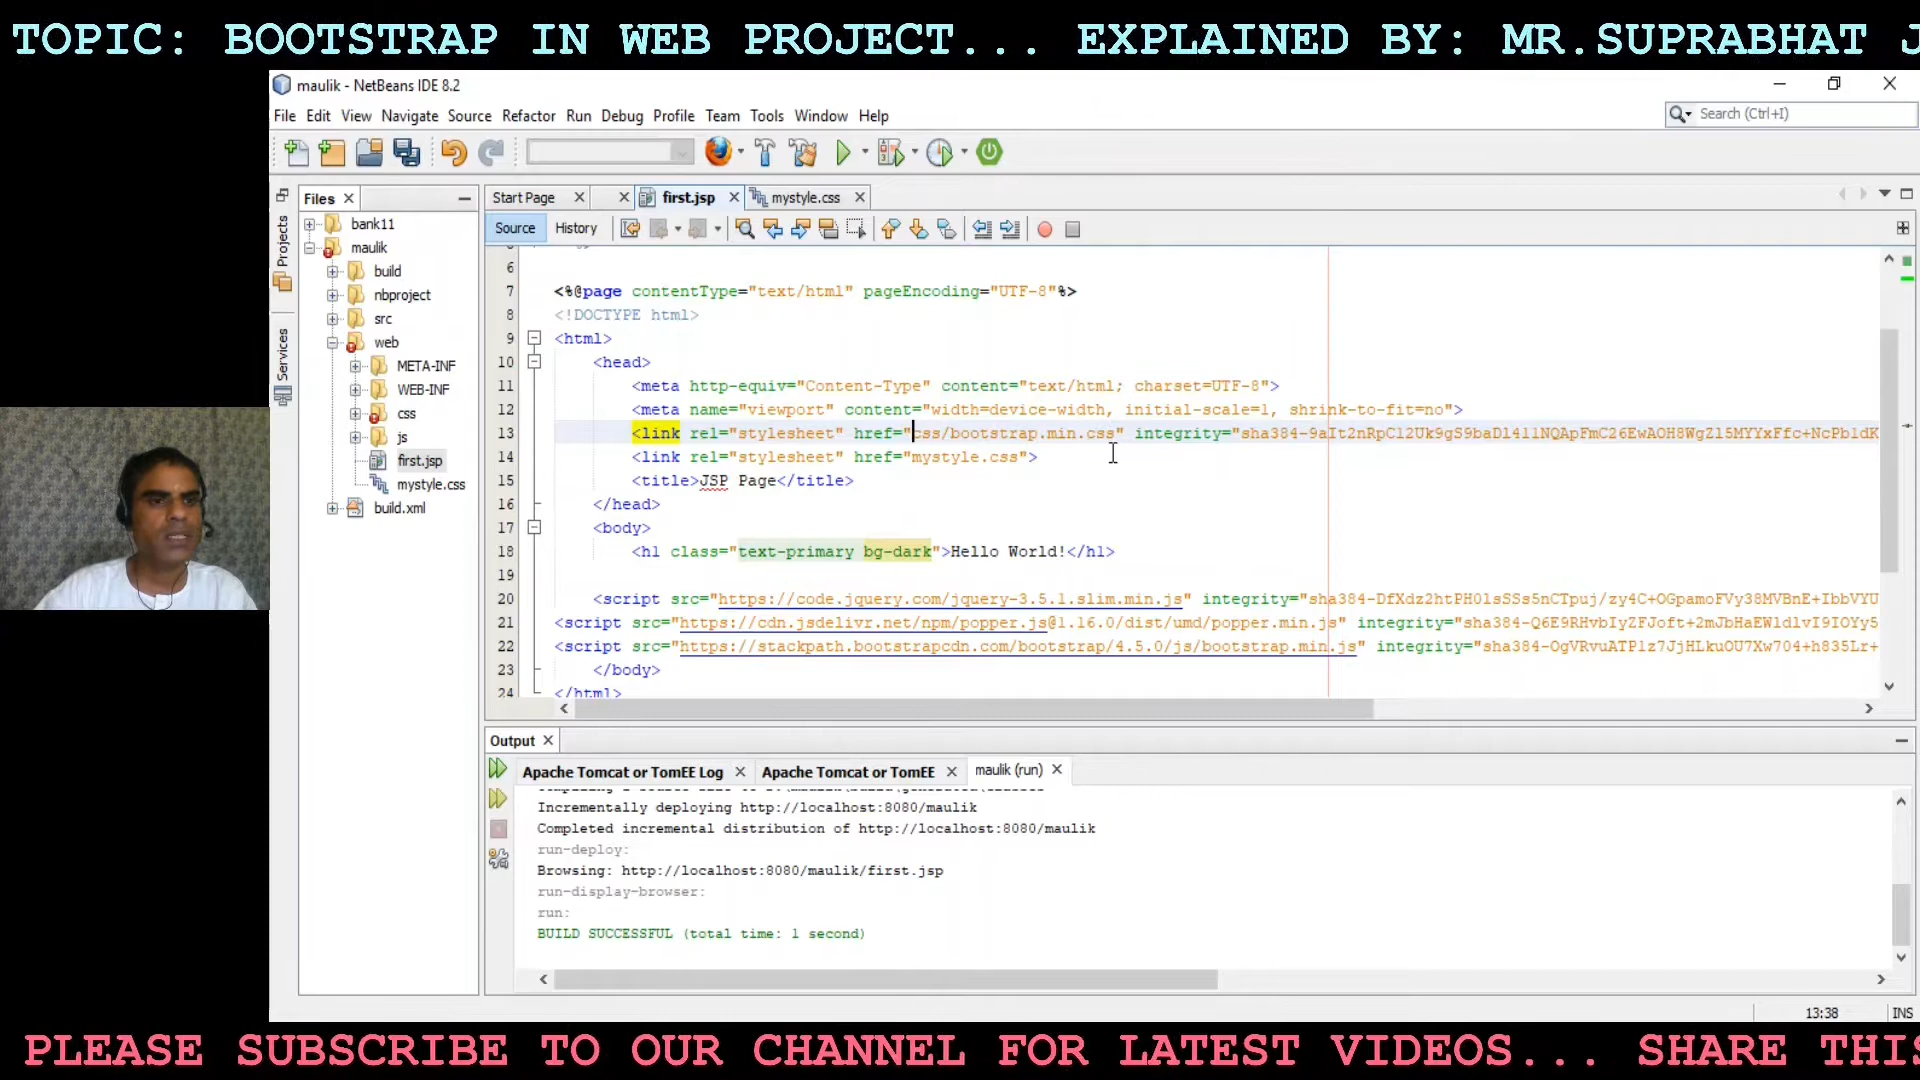 TOPIC: BOOTSTRAP IN WEB PROJECT... EXPLAINED BY: MR.SUPRABHAT J
maulik - NetBeans IDE 8.2
File Edit View Navigate Source Refactor Run Debug Profile Team Tools Window Help
Search (Ctrl+I)
Files
Start Page
first.jsp
mystyle.css
Projects
Services
bank11
maulik
build
nbproject
src
web
META-INF
WEB-INF
css
js
first.jsp
mystyle.css
build.xml
Source History
6
7 <%@page contentType="text/html" pageEncoding="UTF-8"%>
8 <!DOCTYPE html>
9 <html>
10 <head>
11 <meta http-equiv="Content-Type" content="text/html; charset=UTF-8">
12 <meta name="viewport" content="width=device-width, initial-scale=1, shrink-to-fit=no">
13 <link rel="stylesheet" href="css/bootstrap.min.css" integrity="sha384-9aIt2nRpC12Uk9gS9baDl411NQApFmC26EwAOH8WgZl5MYYxFfc+NcPb1dK
14 <link rel="stylesheet" href="mystyle.css">
15 <title>JSP Page</title>
16 </head>
17 <body>
18 <h1 class="text-primary bg-dark">Hello World!</h1>
19
20 <script src="https://code.jquery.com/jquery-3.5.1.slim.min.js" integrity="sha384-DfXdz2htPH0lsSSs5nCTpuj/zy4C+OGpamoFVy38MVBnE+IbbVYU
21 <script src="https://cdn.jsdelivr.net/npm/popper.js@1.16.0/dist/umd/popper.min.js" integrity="sha384-Q6E9RHvbIyZFJoft+2mJbHaEWldlvI9IOYy5
22 <script src="https://stackpath.bootstrapcdn.com/bootstrap/4.5.0/js/bootstrap.min.js" integrity="sha384-OgVRvuATP1z7JjHLkuOU7Xw704+h835Lr+
23 </body>
24 </html>
Output
Apache Tomcat or TomEE Log
Apache Tomcat or TomEE
maulik (run)
Incrementally deploying http://localhost:8080/maulik
Completed incremental distribution of http://localhost:8080/maulik
run-deploy:
Browsing: http://localhost:8080/maulik/first.jsp
run-display-browser:
run:
BUILD SUCCESSFUL (total time: 1 second)
13:38
INS
PLEASE SUBSCRIBE TO OUR CHANNEL FOR LATEST VIDEOS... SHARE THIS